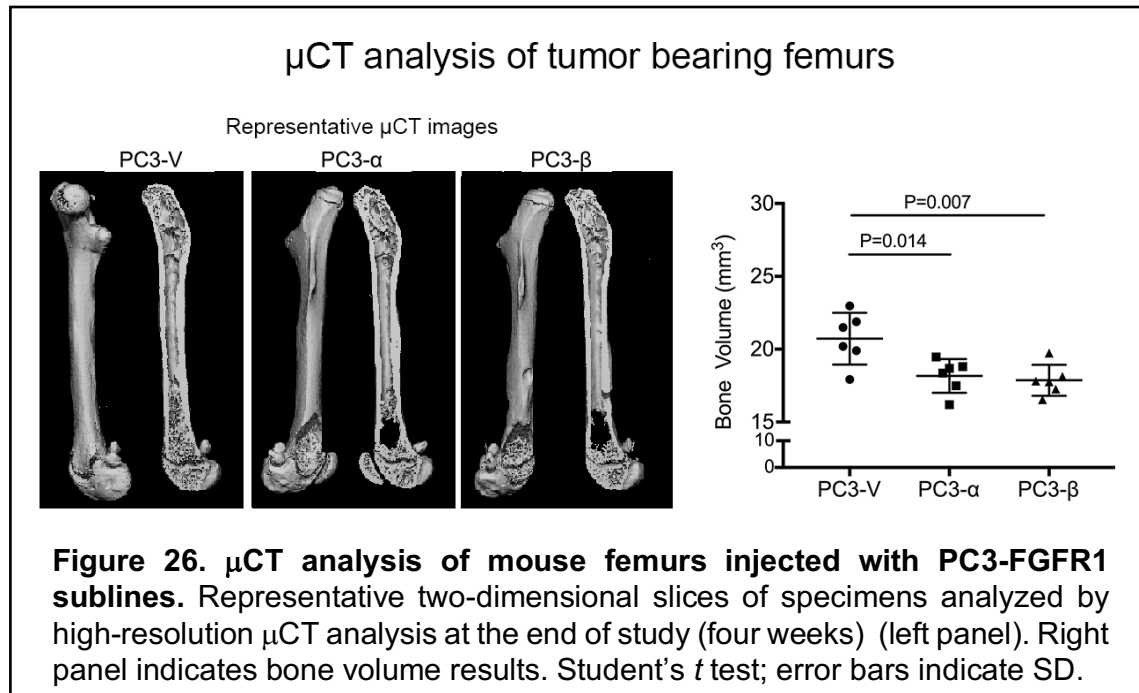 μCT analysis of tumor bearing femurs
Representative μCT images
PC3-V PC3-α PC3-β
30
25
20
15
10
0
Bone Volume (mm³)
P=0.007
P=0.014
PC3-V PC3-α PC3-β
Figure 26. μCT analysis of mouse femurs injected with PC3-FGFR1
sublines. Representative two-dimensional slices of specimens analyzed by
high-resolution μCT analysis at the end of study (four weeks) (left panel). Right
panel indicates bone volume results. Student's t test; error bars indicate SD.